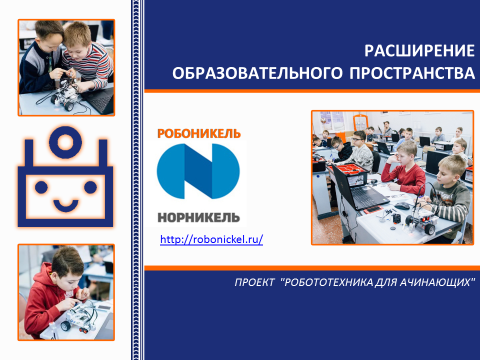 РАСШИРЕНИЕ
ОБРАЗОВАТЕЛЬНОГО ПРОСТРАНСТВА
РОБОНИКЕЛЬ
НОРНИКЕЛЬ
http://robonickel.ru/
ПРОЕКТ "РОБОТОТЕХНИКА ДЛЯ АЧИНАЮЩИХ"